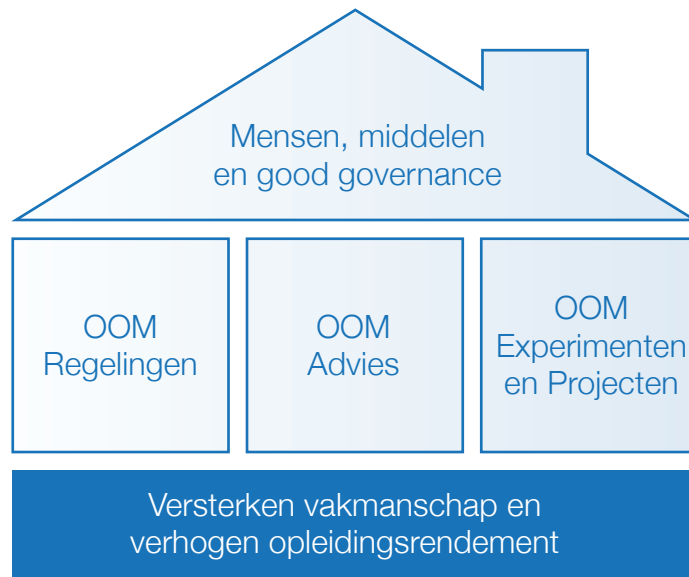 Mensen, middelen
en good governance
OOM
Regelingen
OOM
Advies
OOM
Experimenten
en Projecten
Versterken vakmanschap en
verhogen opleidingsrendement